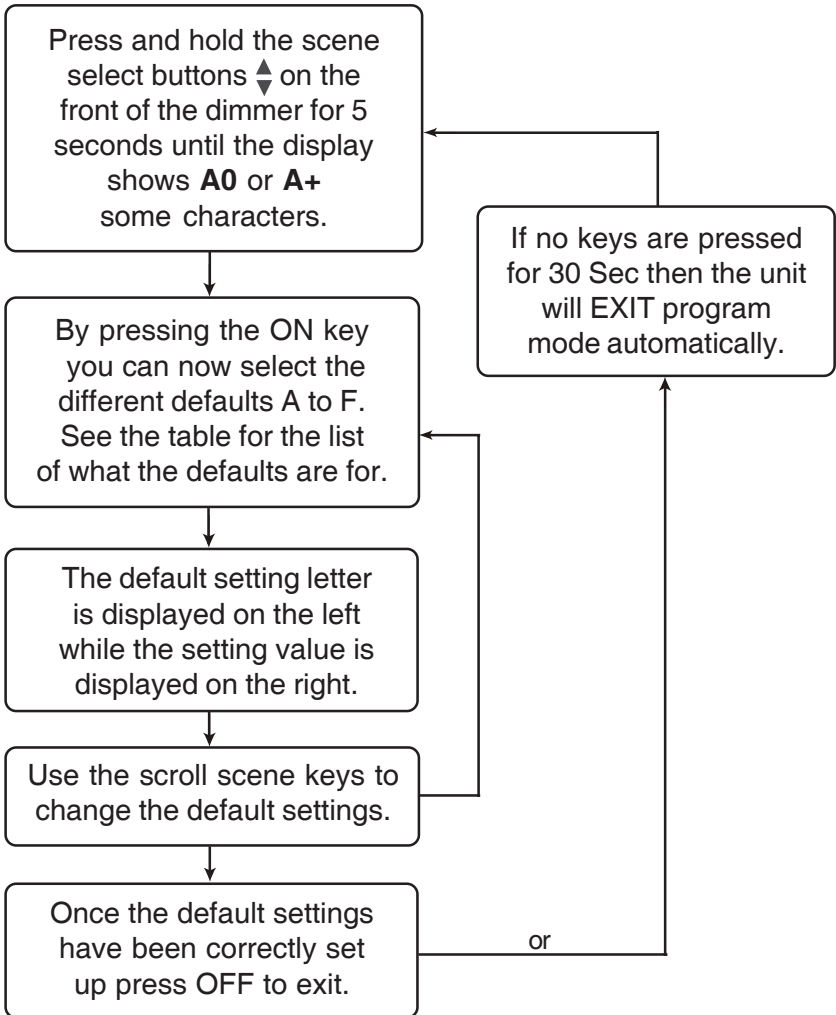 Press and hold the scene
select buttons ▲▼ on the
front of the dimmer for 5
seconds until the display
shows A0 or A+
some characters.
If no keys are pressed
for 30 Sec then the unit
will EXIT program
mode automatically.
By pressing the ON key
you can now select the
different defaults A to F.
See the table for the list
of what the defaults are for.
The default setting letter
is displayed on the left
while the setting value is
displayed on the right.
Use the scroll scene keys to
change the default settings.
Once the default settings
have been correctly set
up press OFF to exit.
or